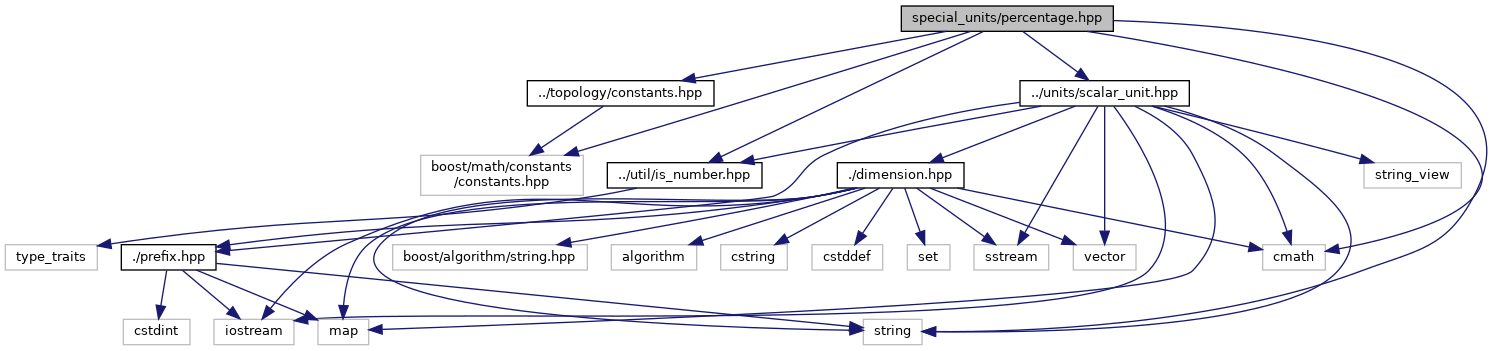 special_units/percentage.hpp
../topology/constants.hpp
../units/scalar_unit.hpp
boost/math/constants
/constants.hpp
../util/is_number.hpp
./dimension.hpp
string_view
type_traits
./prefix.hpp
boost/algorithm/string.hpp
algorithm
cstring
cstddef
set
sstream
vector
cmath
cstdint
iostream
map
string